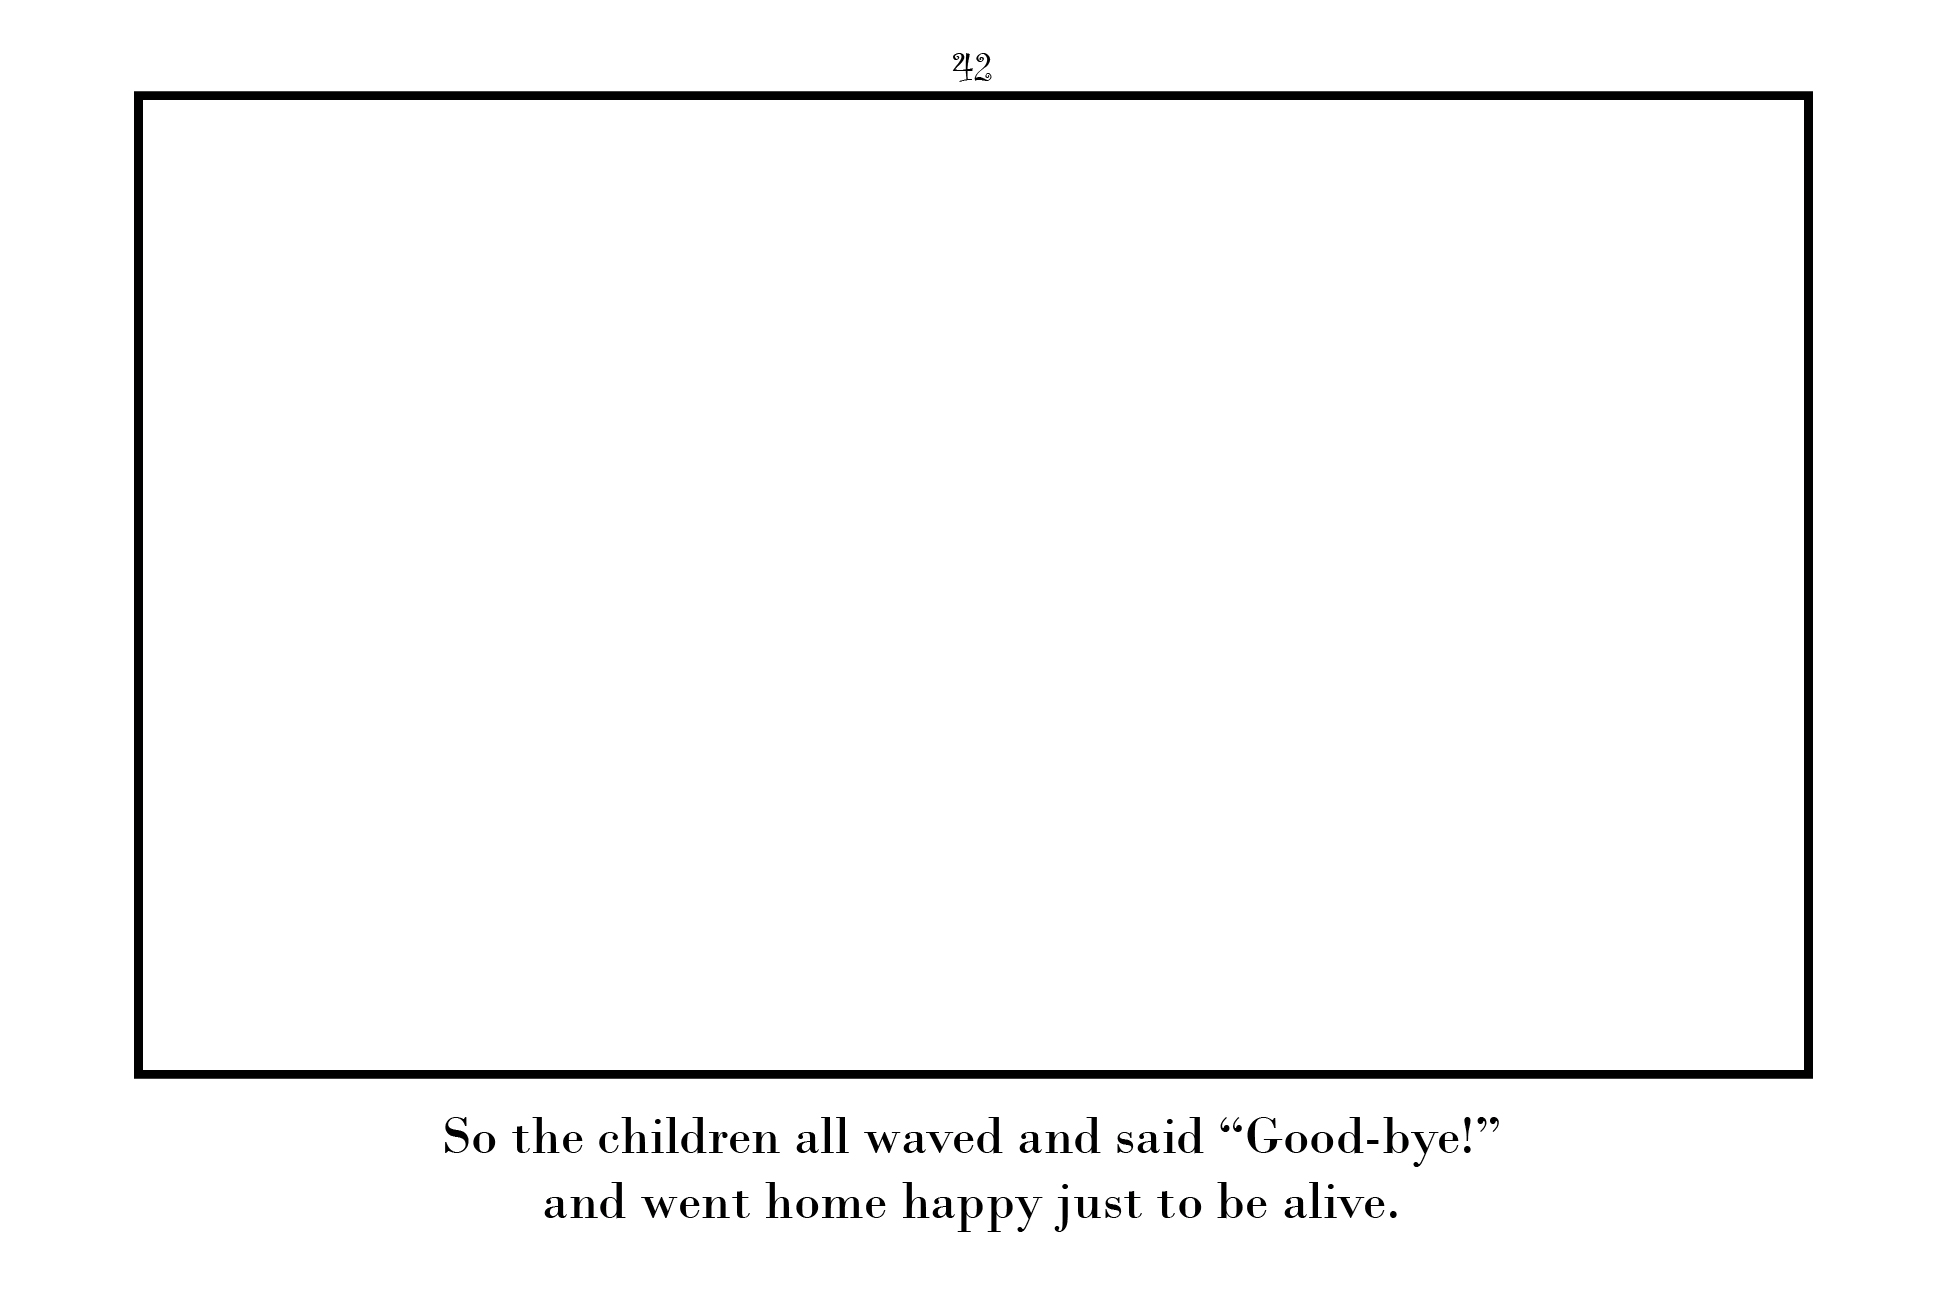 42
So the children all waved and said “Good-bye!”
and went home happy just to be alive.